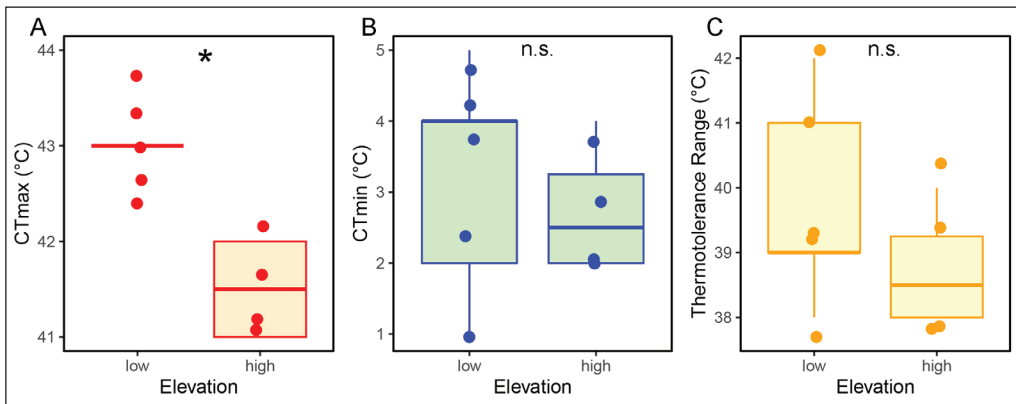 A
*
CTmax (°C)
44
43
42
41
low
high
Elevation
B
n.s.
CTmin (°C)
5
4
3
2
1
low
high
Elevation
C
n.s.
Thermotolerance Range (°C)
42
41
40
39
38
low
high
Elevation